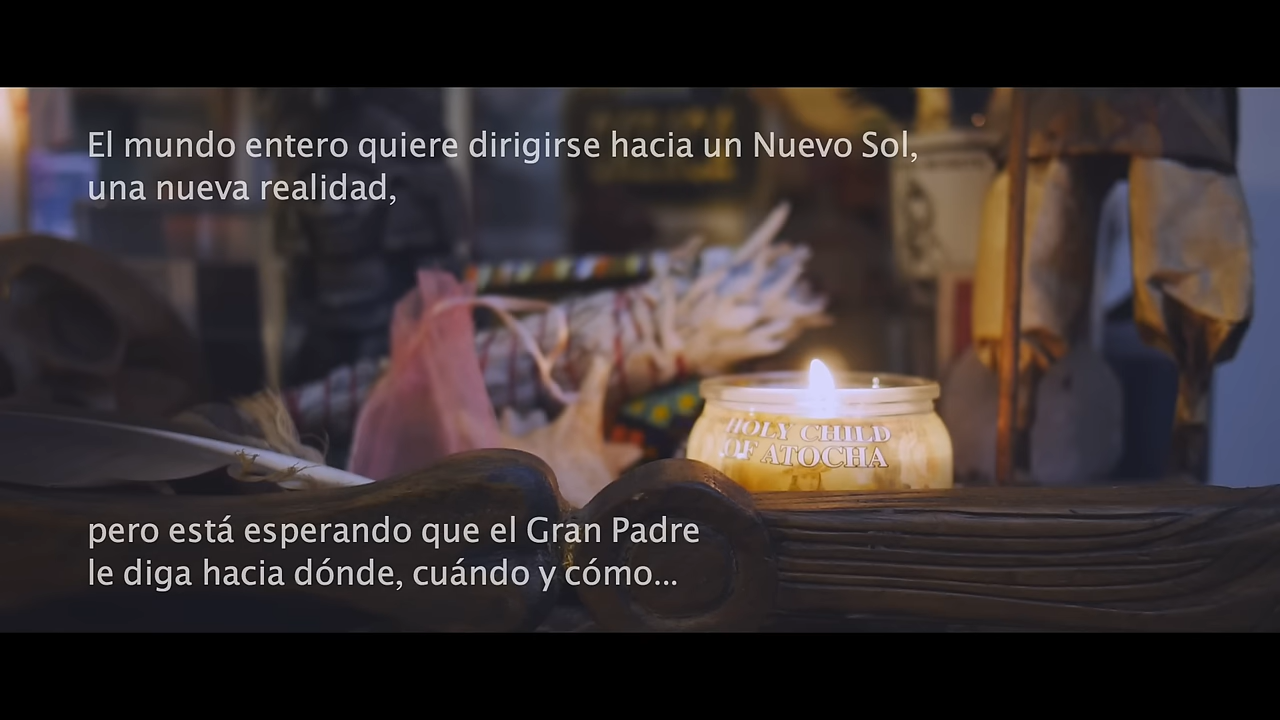 El mundo entero quiere dirigirse hacia un Nuevo Sol,
una nueva realidad,
HOLY CHILD
OF ATOCHA
pero está esperando que el Gran Padre
le diga hacia dónde, cuándo y cómo...